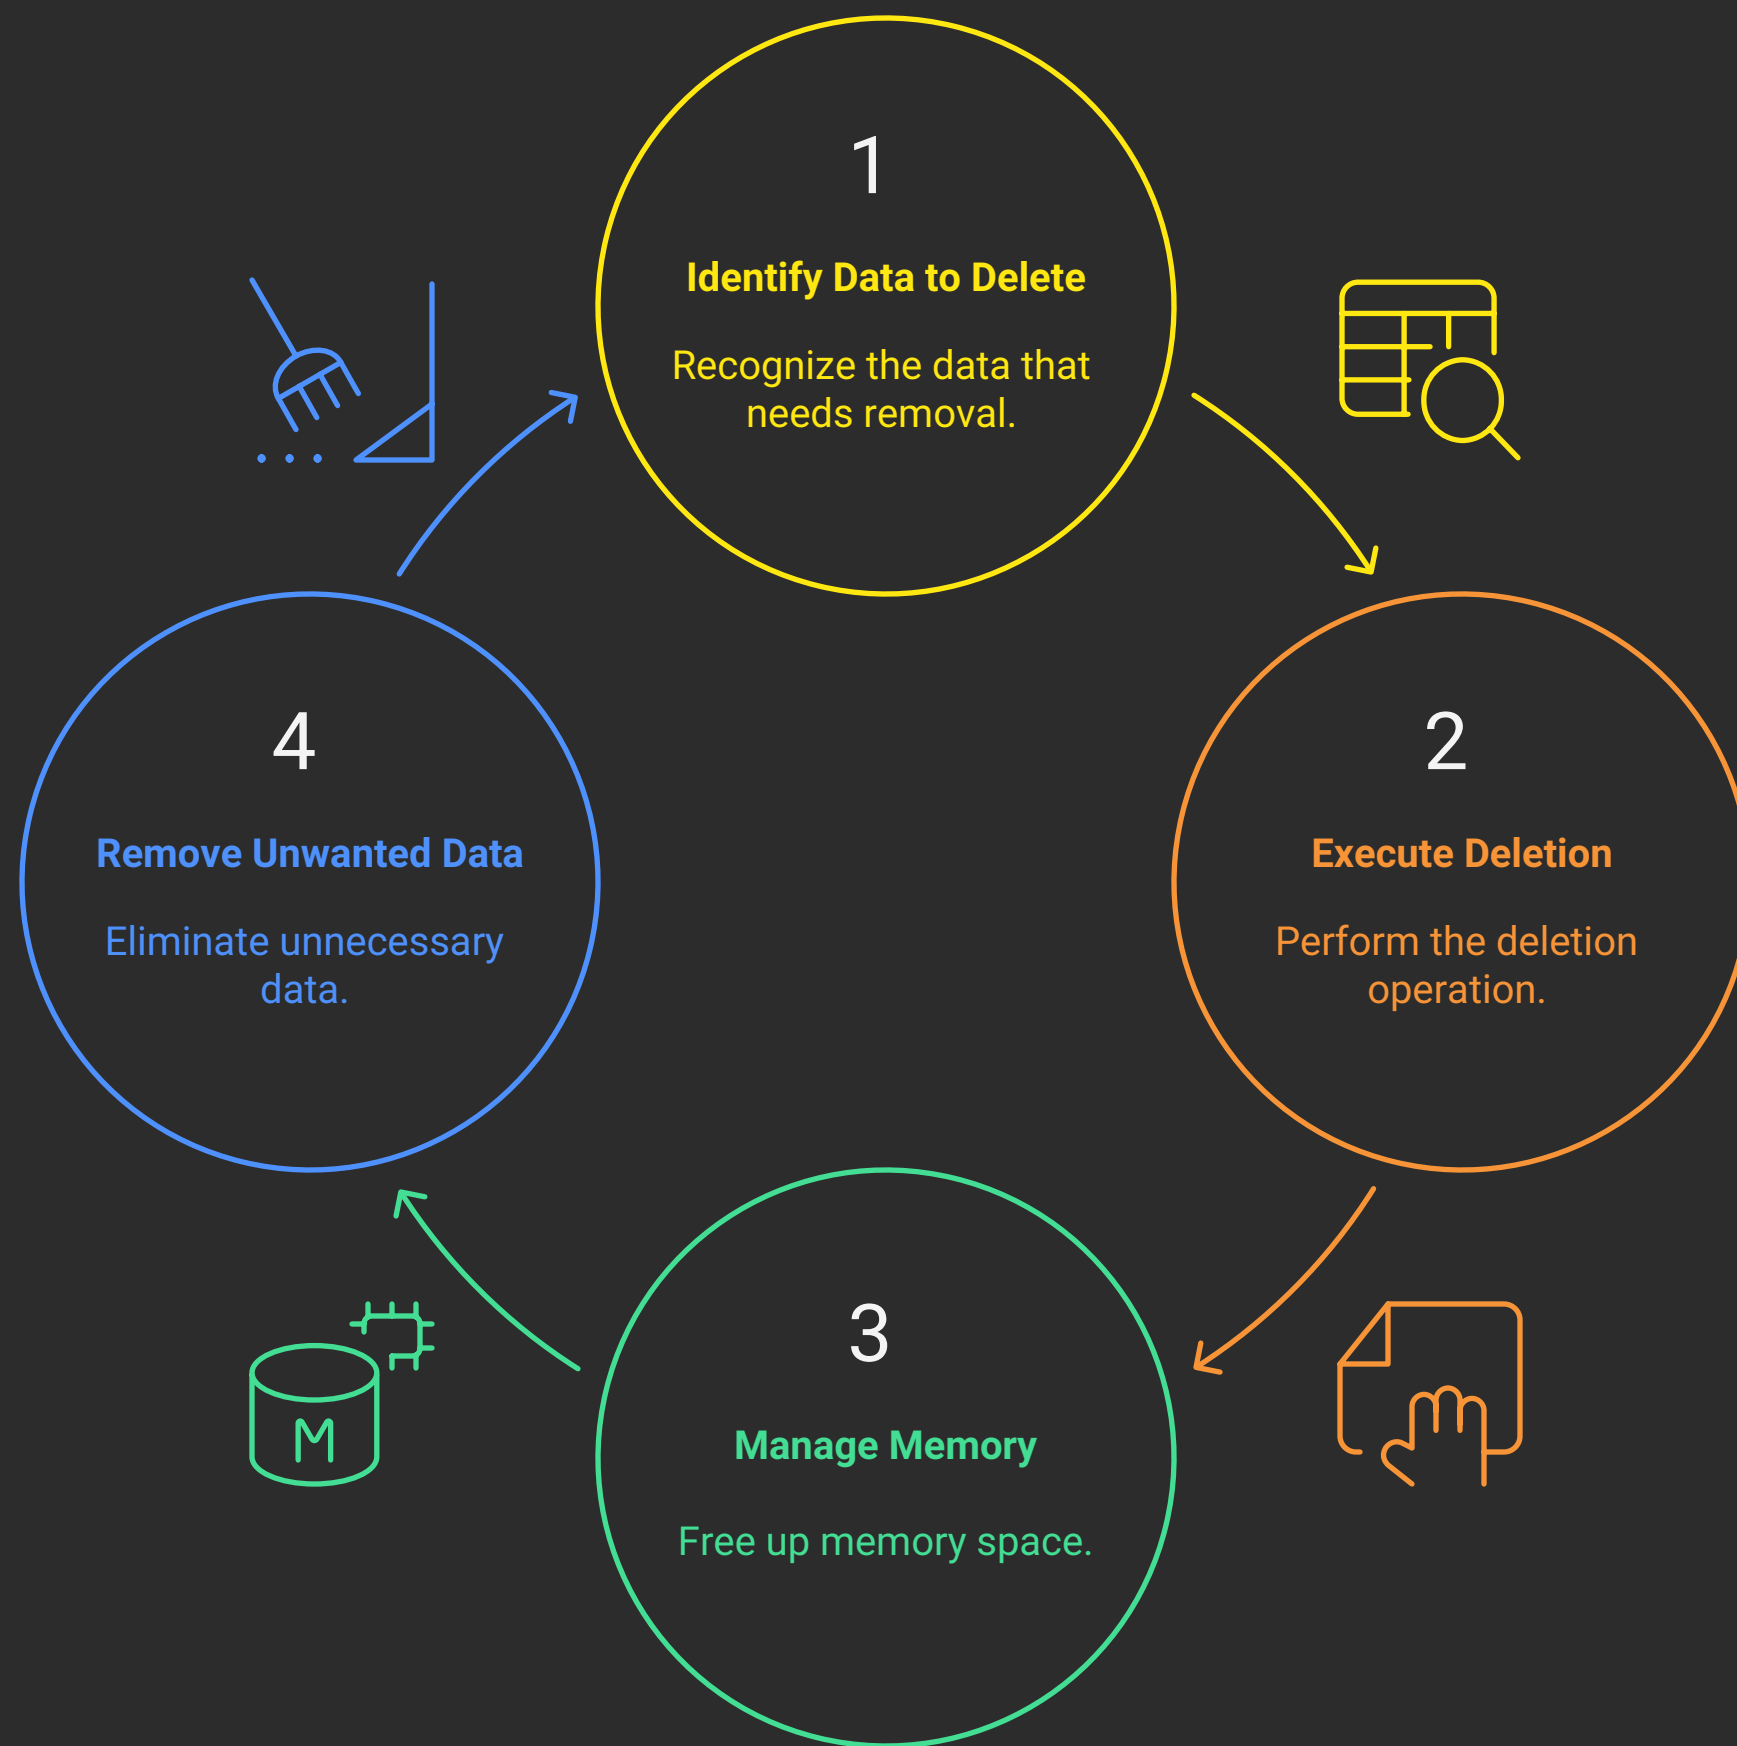 1
Identify Data to Delete
Recognize the data that
needs removal.
2
Execute Deletion
Perform the deletion
operation.
3
Manage Memory
Free up memory space.
M
4
Remove Unwanted Data
Eliminate unnecessary
data.